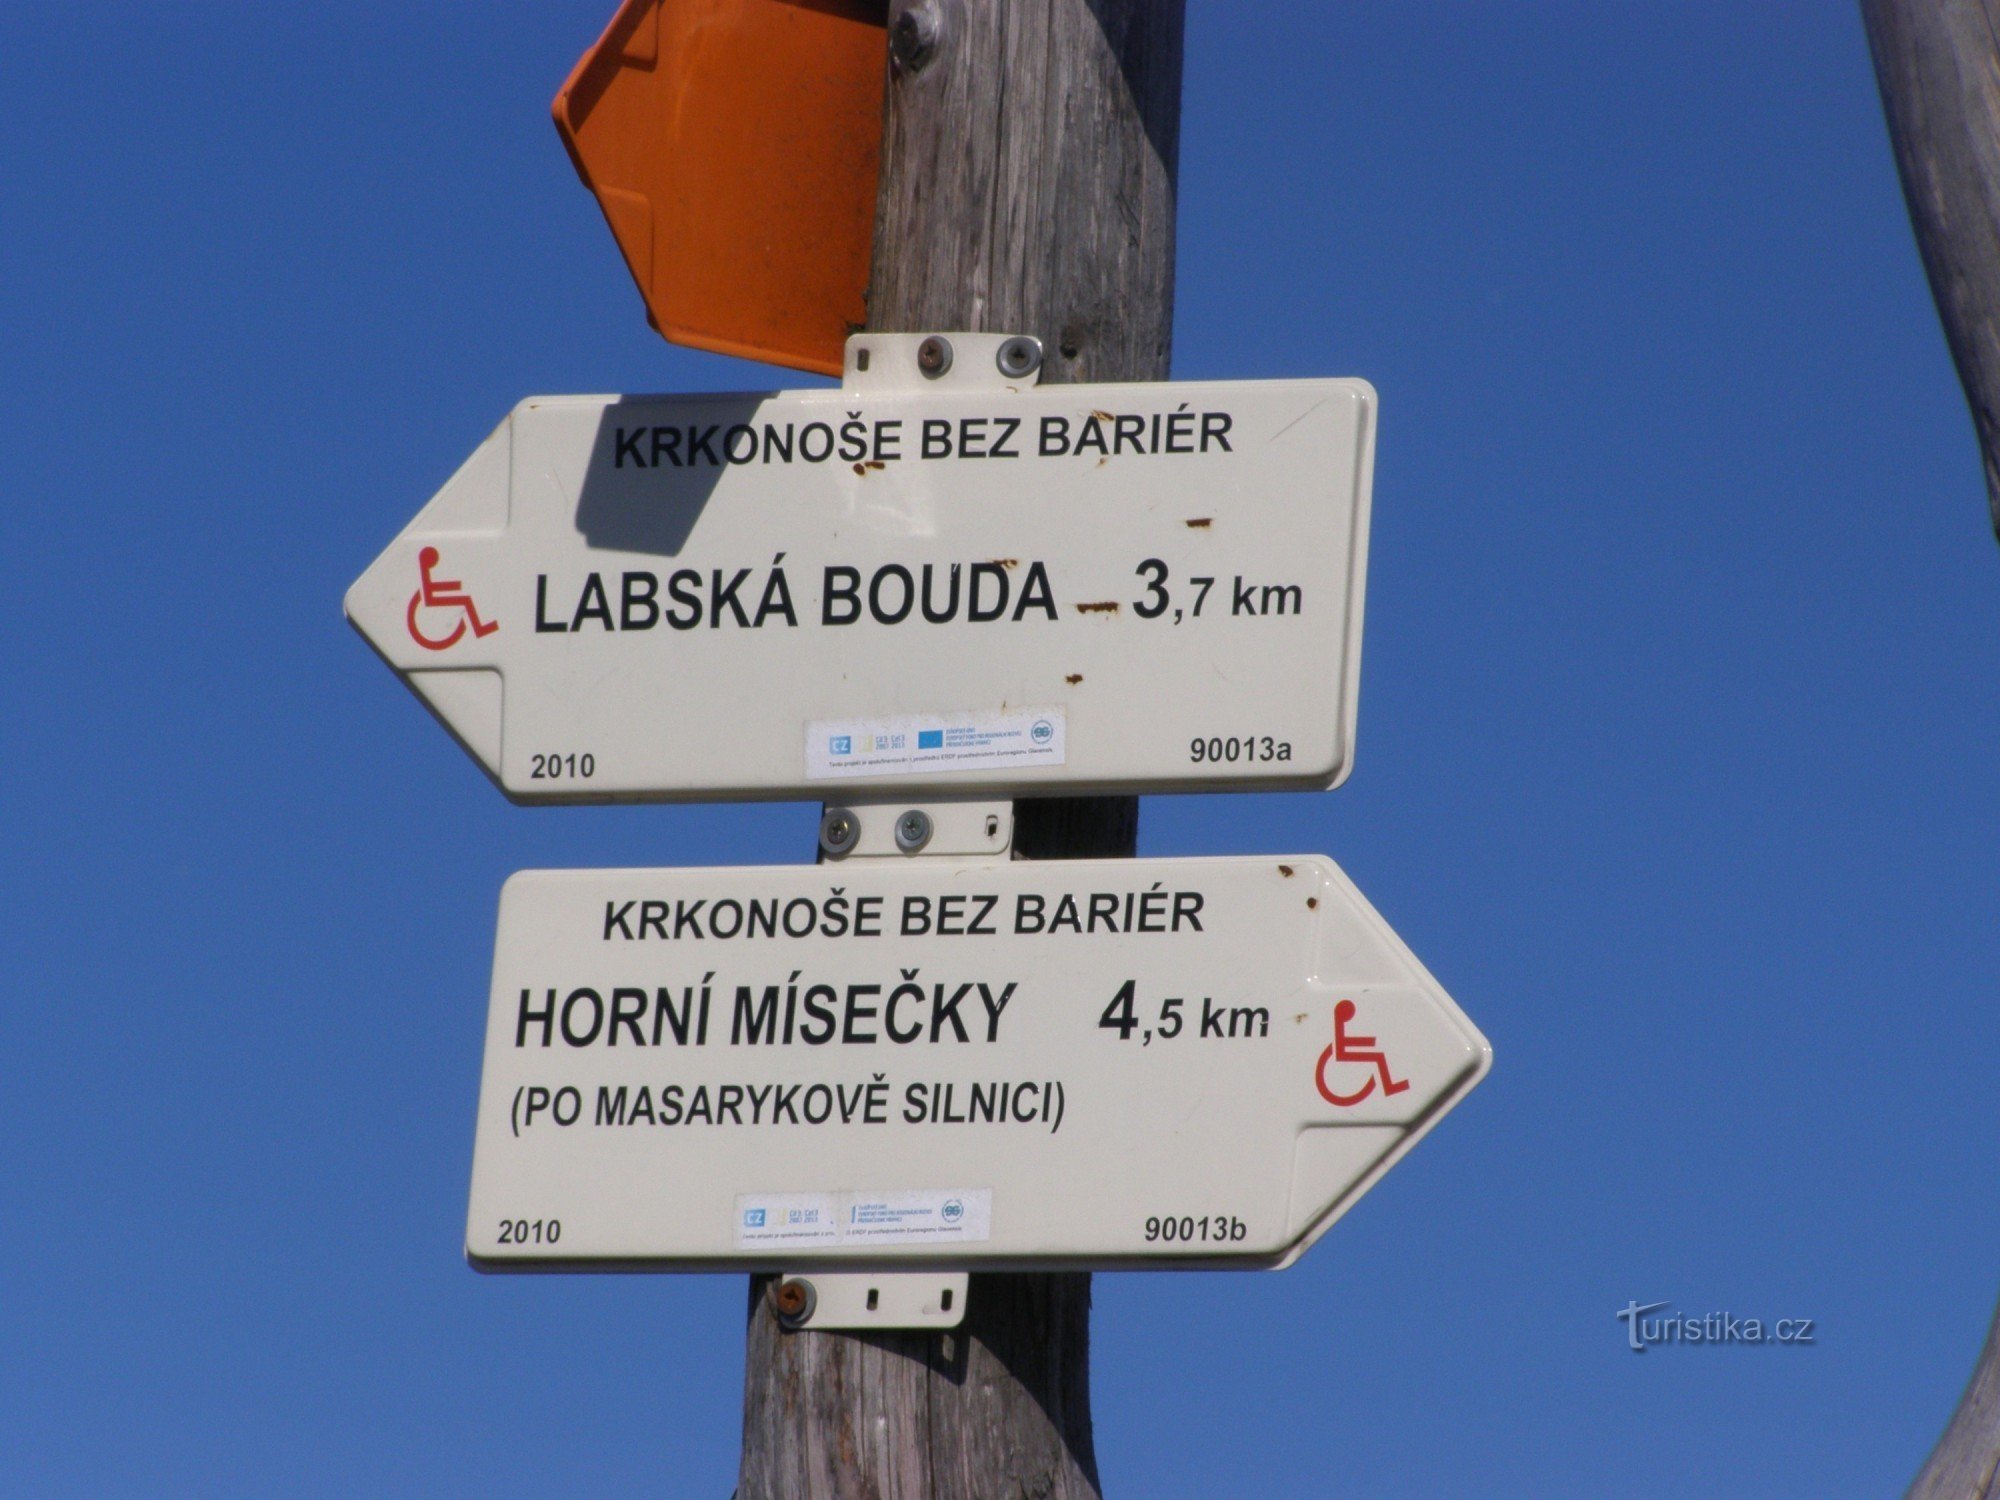 KRKONOŠE BEZ BARIÉR
LABSKÁ BOUDA 3,7 km
2010
90013a
KRKONOŠE BEZ BARIÉR
HORNÍ MÍSEČKY 4,5 km
(PO MASARYKOVĚ SILNICI)
2010
90013b
Turistika.cz